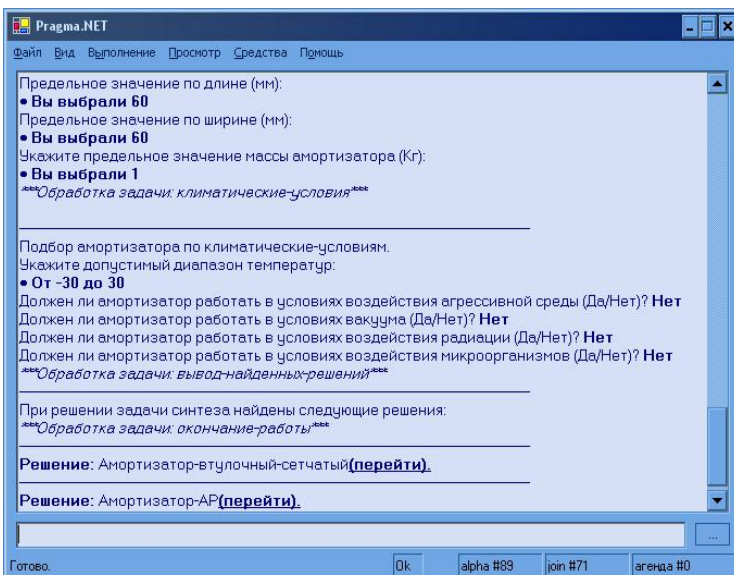 Pragma.NET
Файл Вид Выполнение Просмотр Средства Помощь
Предельное значение по длине (мм):
• Вы выбрали 60
Предельное значение по ширине (мм):
• Вы выбрали 60
Укажите предельное значение массы амортизатора (Кг):
• Вы выбрали 1
***Обработка задачи: климатические-условия***
Подбор амортизатора по климатические-условиям.
Укажите допустимый диапазон температур:
• От -30 до 30
Должен ли амортизатор работать в условиях воздействия агрессивной среды (Да/Нет)? Нет
Должен ли амортизатор работать в условиях вакуума (Да/Нет)? Нет
Должен ли амортизатор работать в условиях воздействия радиации (Да/Нет)? Нет
Должен ли амортизатор работать в условиях воздействия микроорганизмов (Да/Нет)? Нет
***Обработка задачи: вывод-найденных-решений***
При решении задачи синтеза найдены следующие решения:
***Обработка задачи: окончание-работы***
Решение: Амортизатор-втулочный-сетчатый(перейти).
Решение: Амортизатор-АР(перейти).
...
Готово. Ok alpha #89 join #71 агенда #0